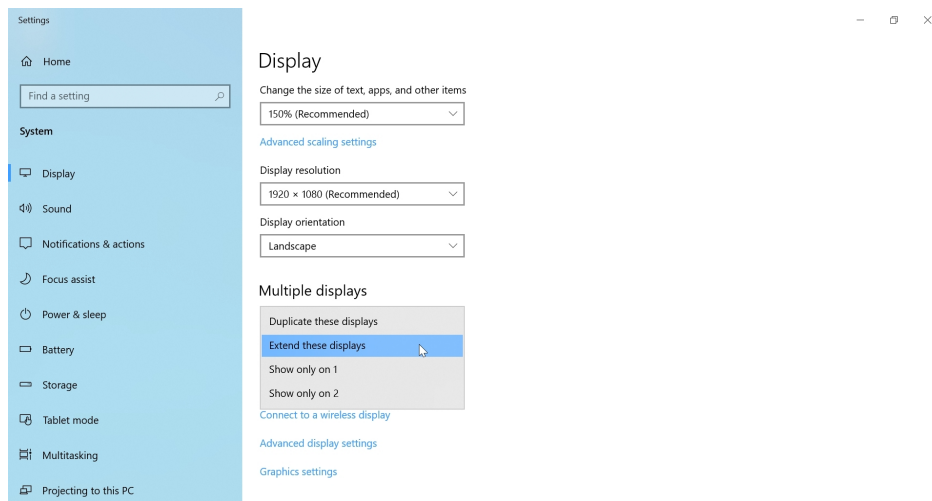 Settings
Home
Find a setting
System
Display
Sound
Notifications & actions
Focus assist
Power & sleep
Battery
Storage
Tablet mode
Multitasking
Projecting to this PC
Display
Change the size of text, apps, and other items
150% (Recommended)
Advanced scaling settings
Display resolution
1920 × 1080 (Recommended)
Display orientation
Landscape
Multiple displays
Duplicate these displays
Extend these displays
Show only on 1
Show only on 2
Connect to a wireless display
Advanced display settings
Graphics settings